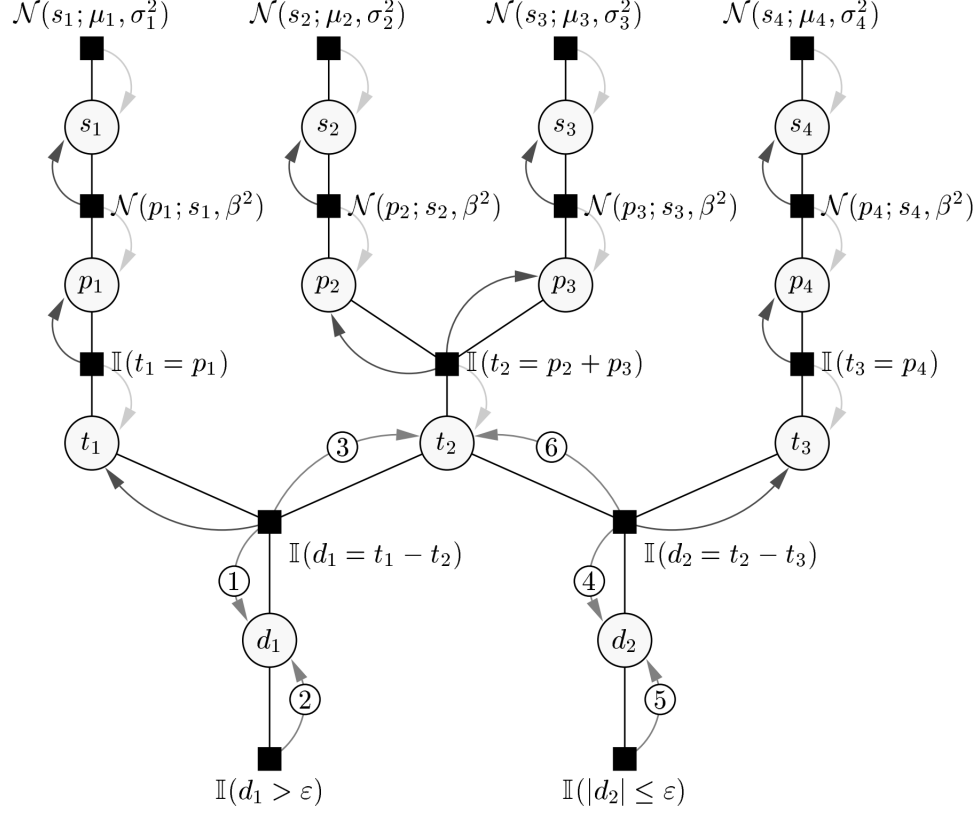 𝒩(s₁; μ₁, σ₁²) 𝒩(s₂; μ₂, σ₂²) 𝒩(s₃; μ₃, σ₃²) 𝒩(s₄; μ₄, σ₄²)
s₁ s₂ s₃ s₄
𝒩(p₁; s₁, β²) 𝒩(p₂; s₂, β²) 𝒩(p₃; s₃, β²) 𝒩(p₄; s₄, β²)
p₁ p₂ p₃ p₄
𝕀(t₁ = p₁) 𝕀(t₂ = p₂ + p₃) 𝕀(t₃ = p₄)
t₁ 3 t₂ 6 t₃
𝕀(d₁ = t₁ − t₂) 𝕀(d₂ = t₂ − t₃)
1 4
d₁ d₂
2 5
𝕀(d₁ > ε) 𝕀(|d₂| ≤ ε)